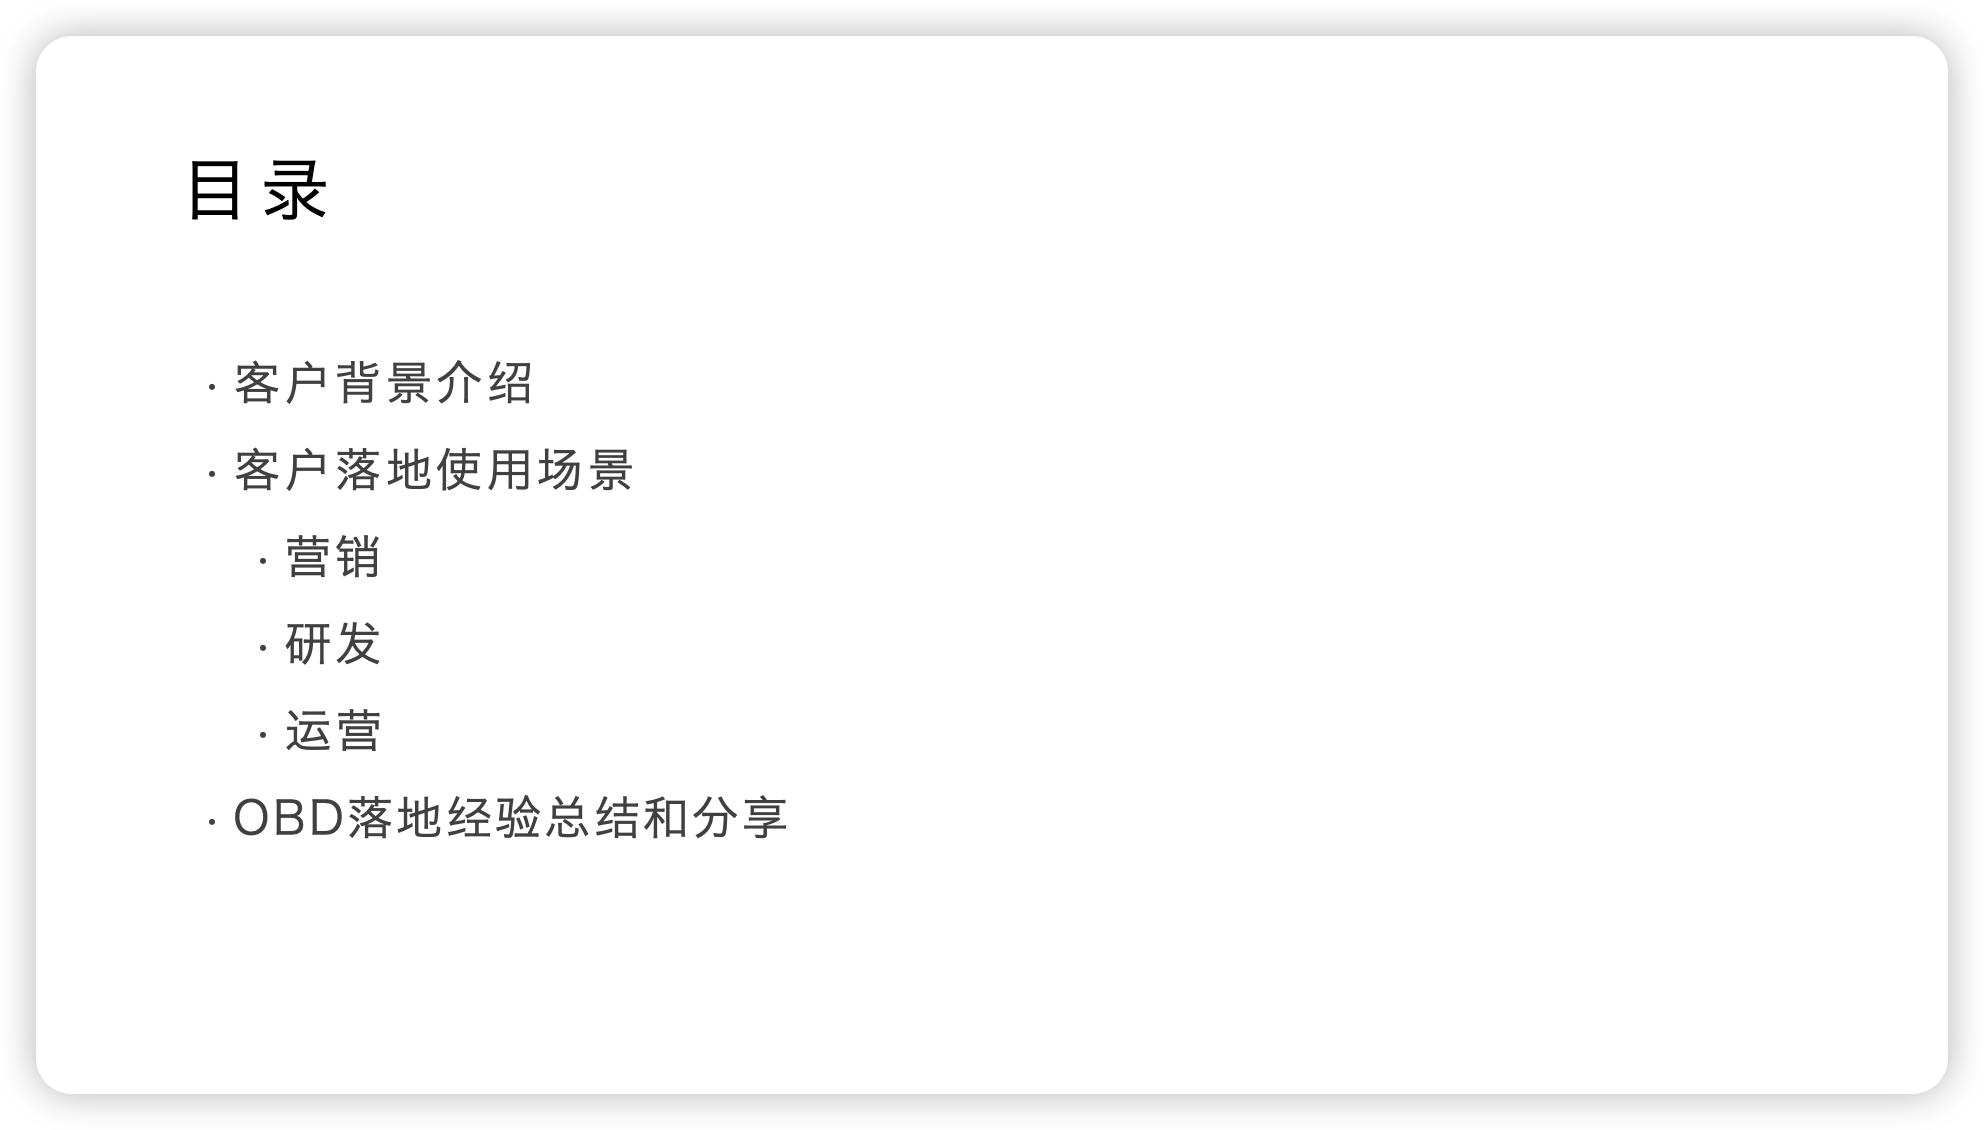 目录
· 客户背景介绍
· 客户落地使用场景
· 营销
· 研发
· 运营
· OBD落地经验总结和分享